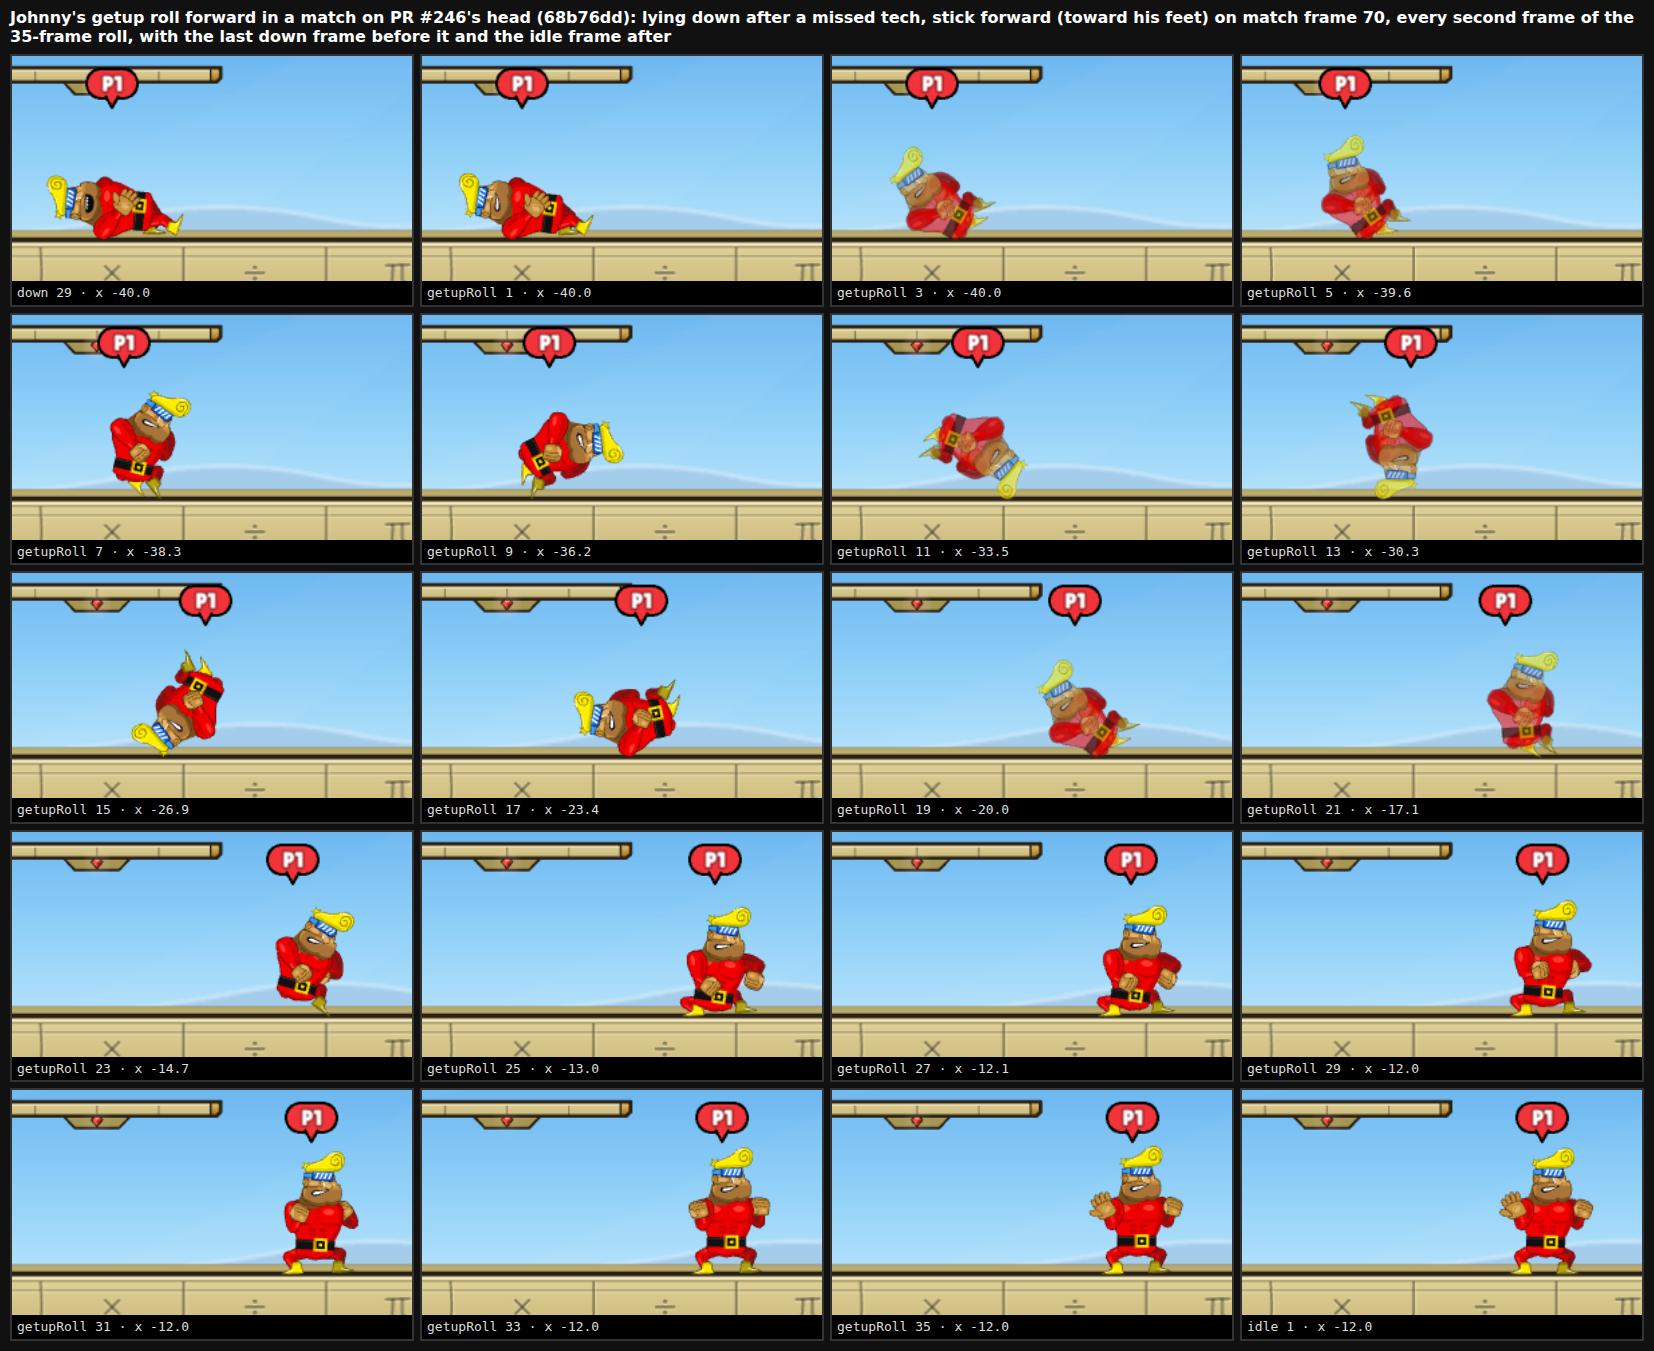 Johnny's getup roll forward in a match on PR #246's head (68b76dd): lying down after a missed tech, stick forward (toward his feet) on match frame 70, every second frame of the
35-frame roll, with the last down frame before it and the idle frame after
P1 P1 P1 P1
× ÷ π × ÷ π × ÷ π × ÷ π
down 29 · x -40.0
getupRoll 1 · x -40.0
getupRoll 3 · x -40.0
getupRoll 5 · x -39.6
P1 P1 P1 P1
× ÷ π × ÷ π × ÷ π × ÷ π
getupRoll 7 · x -38.3
getupRoll 9 · x -36.2
getupRoll 11 · x -33.5
getupRoll 13 · x -30.3
P1 P1 P1 P1
× ÷ π × ÷ π × ÷ π × ÷ π
getupRoll 15 · x -26.9
getupRoll 17 · x -23.4
getupRoll 19 · x -20.0
getupRoll 21 · x -17.1
P1 P1 P1 P1
× ÷ π × ÷ π × ÷ π × ÷ π
getupRoll 23 · x -14.7
getupRoll 25 · x -13.0
getupRoll 27 · x -12.1
getupRoll 29 · x -12.0
P1 P1 P1 P1
× ÷ π × ÷ π × ÷ π × ÷ π
getupRoll 31 · x -12.0
getupRoll 33 · x -12.0
getupRoll 35 · x -12.0
idle 1 · x -12.0